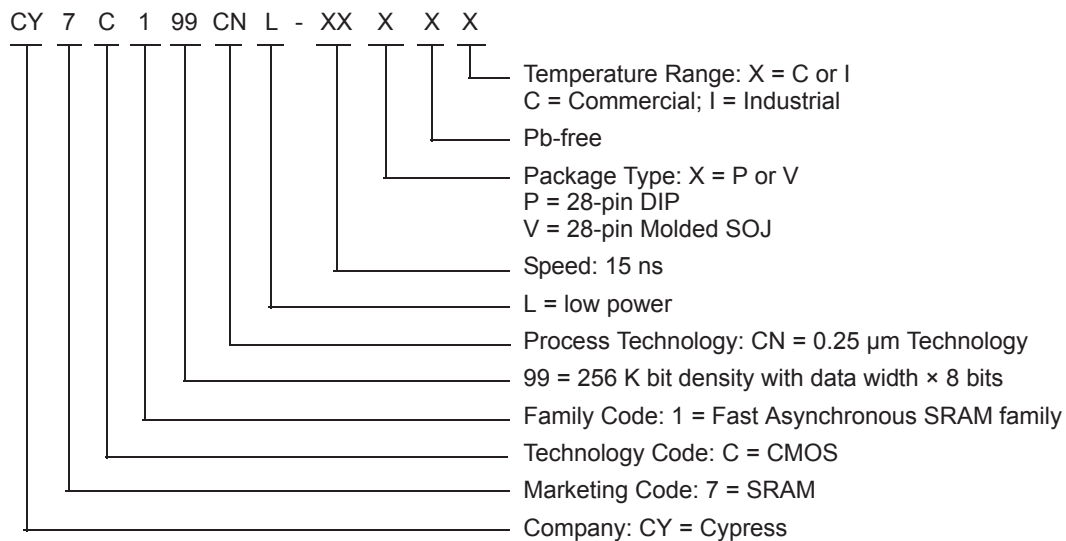 CY 7 C 1 99 CN L - XX X X X
Temperature Range: X = C or I
C = Commercial; I = Industrial
Pb-free
Package Type: X = P or V
P = 28-pin DIP
V = 28-pin Molded SOJ
Speed: 15 ns
L = low power
Process Technology: CN = 0.25 µm Technology
99 = 256 K bit density with data width × 8 bits
Family Code: 1 = Fast Asynchronous SRAM family
Technology Code: C = CMOS
Marketing Code: 7 = SRAM
Company: CY = Cypress